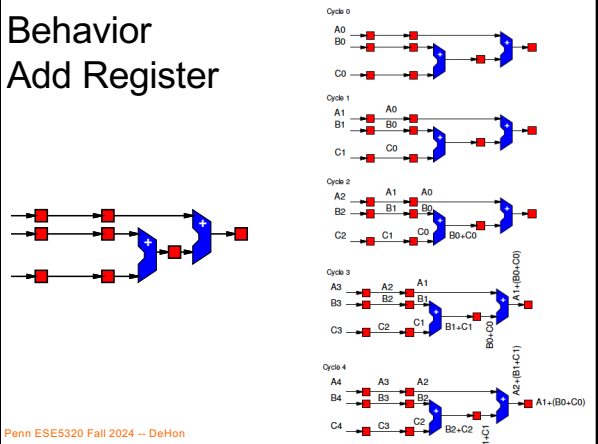 Behavior
Add Register
Cycle 0
A0
B0
+
+
C0
Cycle 1
A1 A0
B1 B0
+
+
C1 C0
Cycle 2
A2 A1 A0
B2 B1 B0
+
+
C2 C1 C0 B0+C0
Cycle 3
A3 A2 A1
B3 B2 B1
+
+
C3 C2 C1 B1+C1
B0+C0
A1+(B0+C0)
Cycle 4
A4 A3 A2
B4 B3 B2
+
+
C4 C3 C2 B2+C2
A2+(B1+C1)
A1+(B0+C0)
+
+
Penn ESE5320 Fall 2024 -- DeHon